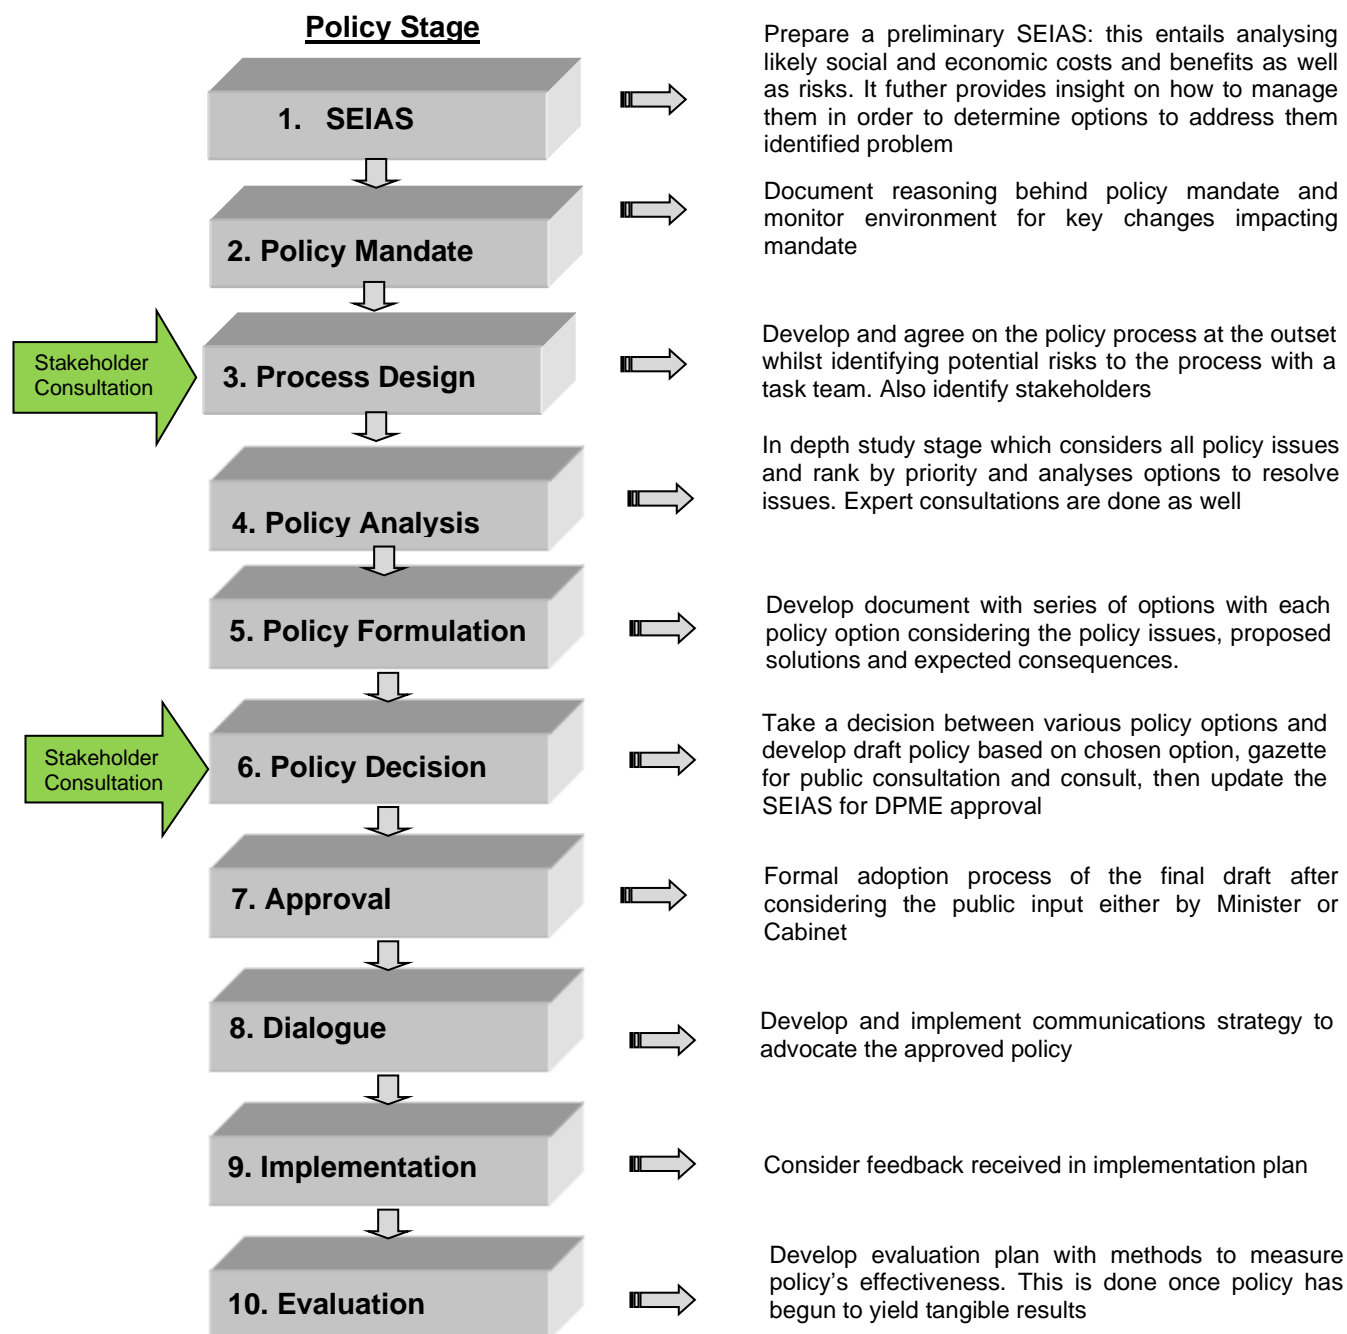 Policy Stage
1. SEIAS
Prepare a preliminary SEIAS: this entails analysing
likely social and economic costs and benefits as well
as risks. It futher provides insight on how to manage
them in order to determine options to address them
identified problem
2. Policy Mandate
Document reasoning behind policy mandate and
monitor environment for key changes impacting
mandate
Stakeholder
Consultation
3. Process Design
Develop and agree on the policy process at the outset
whilst identifying potential risks to the process with a
task team. Also identify stakeholders
4. Policy Analysis
In depth study stage which considers all policy issues
and rank by priority and analyses options to resolve
issues. Expert consultations are done as well
5. Policy Formulation
Develop document with series of options with each
policy option considering the policy issues, proposed
solutions and expected consequences.
Stakeholder
Consultation
6. Policy Decision
Take a decision between various policy options and
develop draft policy based on chosen option, gazette
for public consultation and consult, then update the
SEIAS for DPME approval
7. Approval
Formal adoption process of the final draft after
considering the public input either by Minister or
Cabinet
8. Dialogue
Develop and implement communications strategy to
advocate the approved policy
9. Implementation
Consider feedback received in implementation plan
10. Evaluation
Develop evaluation plan with methods to measure
policy's effectiveness. This is done once policy has
begun to yield tangible results